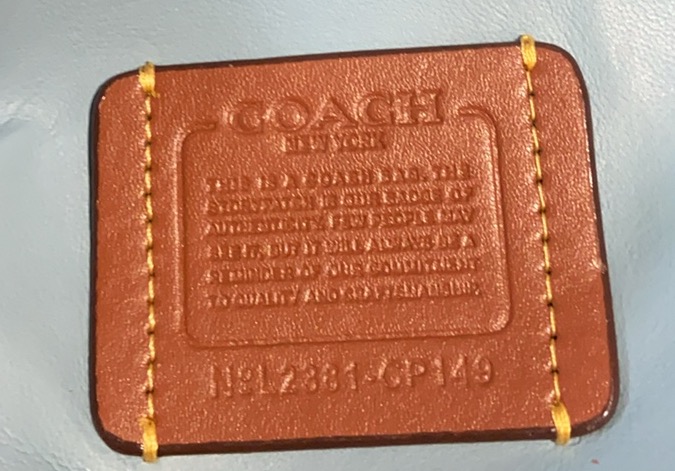 COACH
NEW YORK
THIS IS A COACH BAG. THE
STORYPATCH IS OUR BADGE OF
AUTHENTICITY. FEW PEOPLE MAY
SEE IT, BUT IT WILL ALWAYS BE A
REMINDER OF OUR COMMITMENT
TO QUALITY AND CRAFTSMANSHIP.
-CP149